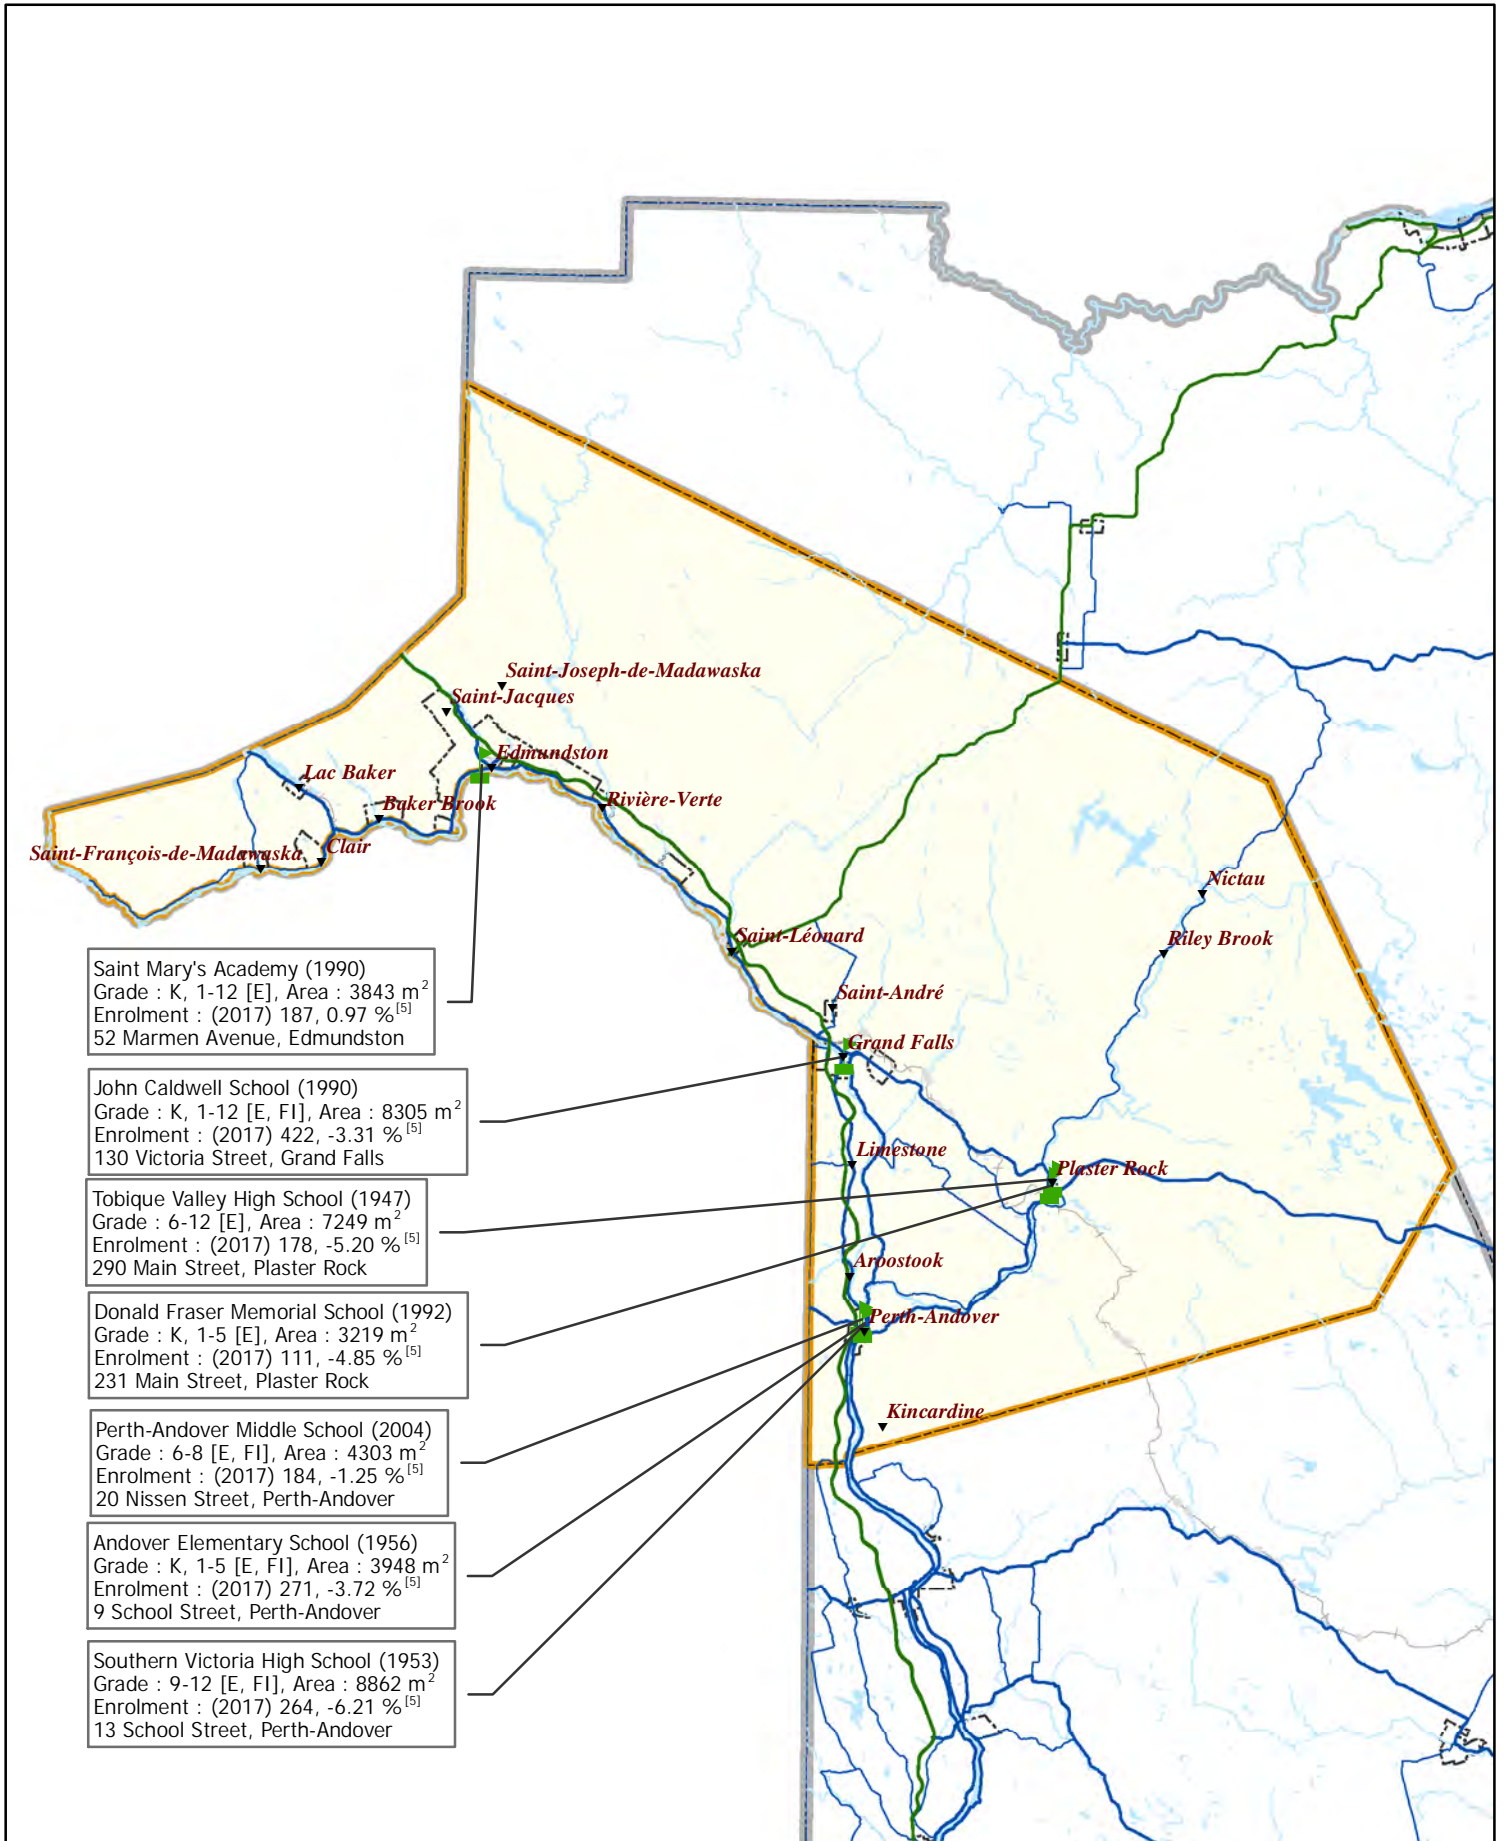 Saint-Joseph-de-Madawaska
Saint-Jacques
Edmundston
Lac Baker
Baker Brook
Rivière-Verte
Saint-François-de-Madawaska
Clair
Nictau
Saint-Léonard
Riley Brook
Saint-André
Grand Falls
Limestone
Plaster Rock
Aroostook
Perth-Andover
Kincardine
Saint Mary's Academy (1990)
Grade : K, 1-12 [E], Area : 3843 m²
Enrolment : (2017) 187, 0.97 % [5]
52 Marmen Avenue, Edmundston
John Caldwell School (1990)
Grade : K, 1-12 [E, FI], Area : 8305 m²
Enrolment : (2017) 422, -3.31 % [5]
130 Victoria Street, Grand Falls
Tobique Valley High School (1947)
Grade : 6-12 [E], Area : 7249 m²
Enrolment : (2017) 178, -5.20 % [5]
290 Main Street, Plaster Rock
Donald Fraser Memorial School (1992)
Grade : K, 1-5 [E], Area : 3219 m²
Enrolment : (2017) 111, -4.85 % [5]
231 Main Street, Plaster Rock
Perth-Andover Middle School (2004)
Grade : 6-8 [E, FI], Area : 4303 m²
Enrolment : (2017) 184, -1.25 % [5]
20 Nissen Street, Perth-Andover
Andover Elementary School (1956)
Grade : K, 1-5 [E, FI], Area : 3948 m²
Enrolment : (2017) 271, -3.72 % [5]
9 School Street, Perth-Andover
Southern Victoria High School (1953)
Grade : 9-12 [E, FI], Area : 8862 m²
Enrolment : (2017) 264, -6.21 % [5]
13 School Street, Perth-Andover